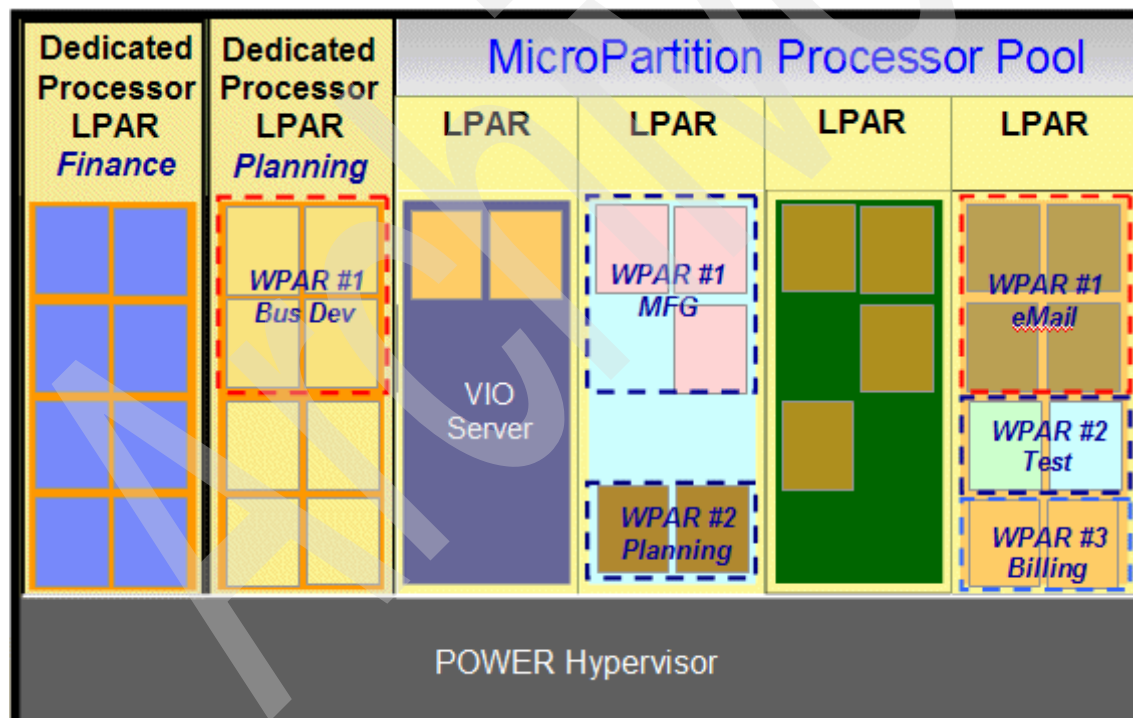 Dedicated
Processor
LPAR
Finance
Dedicated
Processor
LPAR
Planning
MicroPartition Processor Pool
LPAR
LPAR
LPAR
LPAR
WPAR #1
Bus Dev
VIO
Server
WPAR #1
MFG
WPAR #2
Planning
WPAR #1
eMail
WPAR #2
Test
WPAR #3
Billing
POWER Hypervisor